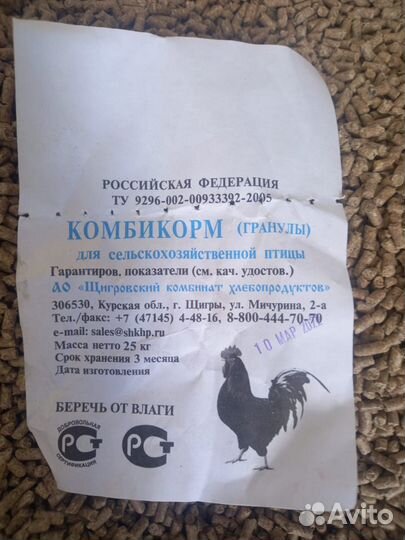 РОССИЙСКАЯ ФЕДЕРАЦИЯ
ТУ 9296-002-00933392-2005
КОМБИКОРМ (ГРАНУЛЫ)
для сельскохозяйственной птицы
Гарантиров. показатели (см. кач. удостов.)
АО «Щигровский комбинат хлебопродуктов»
306530, Курская обл., г. Щигры, ул. Мичурина, 2-а
Тел./факс: +7 (47145) 4-48-16, 8-800-444-70-70
e-mail: sales@shkhp.ru
Масса нетто 25 кг
Срок хранения 3 месяца
Дата изготовления
10 МАР
БЕРЕЧЬ ОТ ВЛАГИ
ДОБРОВОЛЬНАЯ
РСТ
СЕРТИФИКАЦИЯ
РСТ
Avito